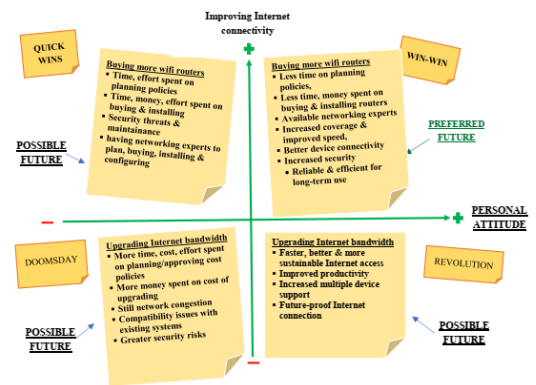 Improving Internet
connectivity
QUICK
WINS
Buying more wifi routers
▪ Time, effort spent on
planning policies
▪ Time, money, effort spent on
buying & installing
▪ Security threats &
maintainance
▪ having networking experts to
plan, buying, installing &
configuring
POSSIBLE
FUTURE
+
Buying more wifi routers
▪ Less time on planning
policies,
▪ Less time, money spent on
buying & installing routers
▪ Available networking experts
▪ Increased coverage &
improved speed,
▪ Better device connectivity
▪ Increased security
▪ Reliable & efficient for
long-term use
WIN-WIN
PREFERRED
FUTURE
−
+
PERSONAL
ATTITUDE
DOOMSDAY
Upgrading Internet bandwidth
▪ More time, cost, effort spent
on planning/approving cost
policies
▪ More money spent on cost of
upgrading
▪ Still network congestion
▪ Compatibility issues with
existing systems
▪ Greater security risks
POSSIBLE
FUTURE
−
Upgrading Internet bandwidth
▪ Faster, better & more
sustainable Internet access
▪ Improved productivity
▪ Increased multiple device
support
▪ Future-proof Internet
connection
REVOLUTION
POSSIBLE
FUTURE